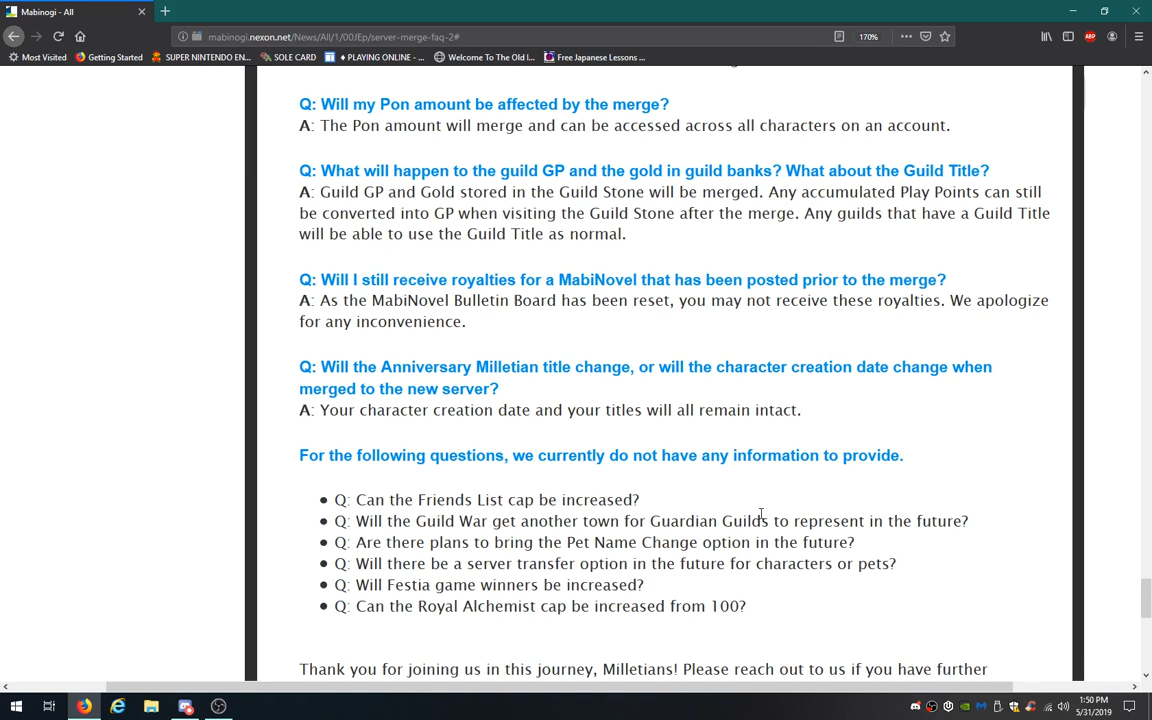 Mabinogi - All
mabinogi.nexon.net/News/All/1/00JEp/server-merge-faq-2#
170%
Most Visited
Getting Started
SUPER NINTENDO EN...
SOLE CARD
♦ PLAYING ONLINE - ...
Welcome To The Old I...
Free Japanese Lessons ...
Q: Will my Pon amount be affected by the merge?
A: The Pon amount will merge and can be accessed across all characters on an account.
Q: What will happen to the guild GP and the gold in guild banks? What about the Guild Title?
A: Guild GP and Gold stored in the Guild Stone will be merged. Any accumulated Play Points can still
be converted into GP when visiting the Guild Stone after the merge. Any guilds that have a Guild Title
will be able to use the Guild Title as normal.
Q: Will I still receive royalties for a MabiNovel that has been posted prior to the merge?
A: As the MabiNovel Bulletin Board has been reset, you may not receive these royalties. We apologize
for any inconvenience.
Q: Will the Anniversary Milletian title change, or will the character creation date change when
merged to the new server?
A: Your character creation date and your titles will all remain intact.
For the following questions, we currently do not have any information to provide.
• Q: Can the Friends List cap be increased?
• Q: Will the Guild War get another town for Guardian Guilds to represent in the future?
• Q: Are there plans to bring the Pet Name Change option in the future?
• Q: Will there be a server transfer option in the future for characters or pets?
• Q: Will Festia game winners be increased?
• Q: Can the Royal Alchemist cap be increased from 100?
Thank you for joining us in this journey, Milletians! Please reach out to us if you have further
ABP
1:50 PM
5/31/2019